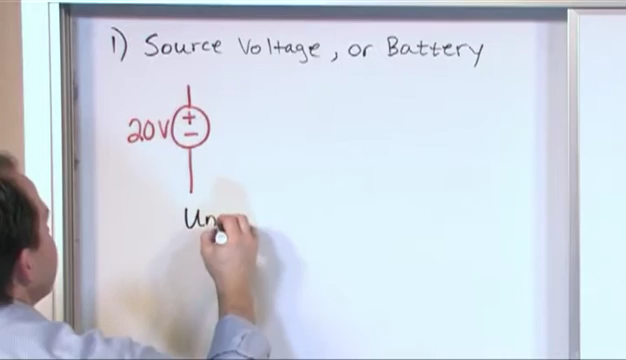 1) Source Voltage, or Battery
+
20V
−
Un